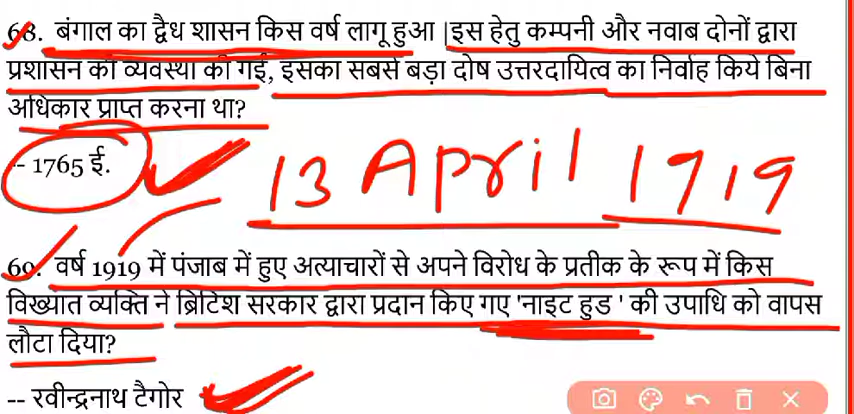 68. बंगाल का द्वैध शासन किस वर्ष लागू हुआ |इस हेतु कम्पनी और नवाब दोनों द्वारा
प्रशासन की व्यवस्था की गई, इसका सबसे बड़ा दोष उत्तरदायित्व का निर्वाह किये बिना
अधिकार प्राप्त करना था?
-- 1765 ई.
13 April 1919
69. वर्ष 1919 में पंजाब में हुए अत्याचारों से अपने विरोध के प्रतीक के रूप में किस
विख्यात व्यक्ति ने ब्रिटिश सरकार द्वारा प्रदान किए गए 'नाइट हुड ' की उपाधि को वापस
लौटा दिया?
-- रवीन्द्रनाथ टैगोर